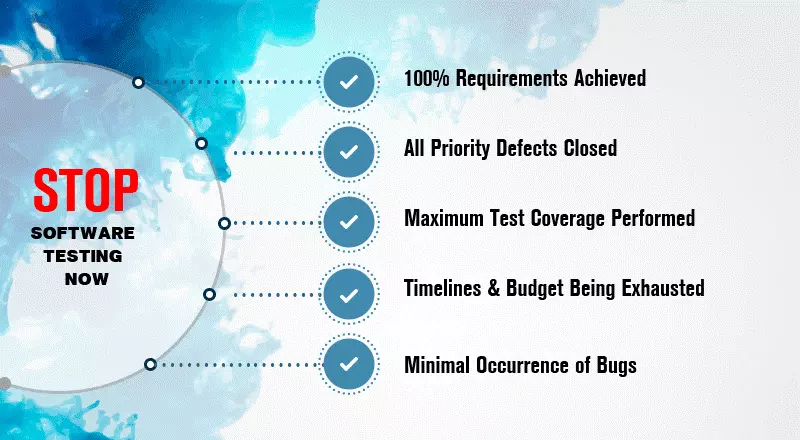 STOP
SOFTWARE
TESTING
NOW
100% Requirements Achieved
All Priority Defects Closed
Maximum Test Coverage Performed
Timelines & Budget Being Exhausted
Minimal Occurrence of Bugs